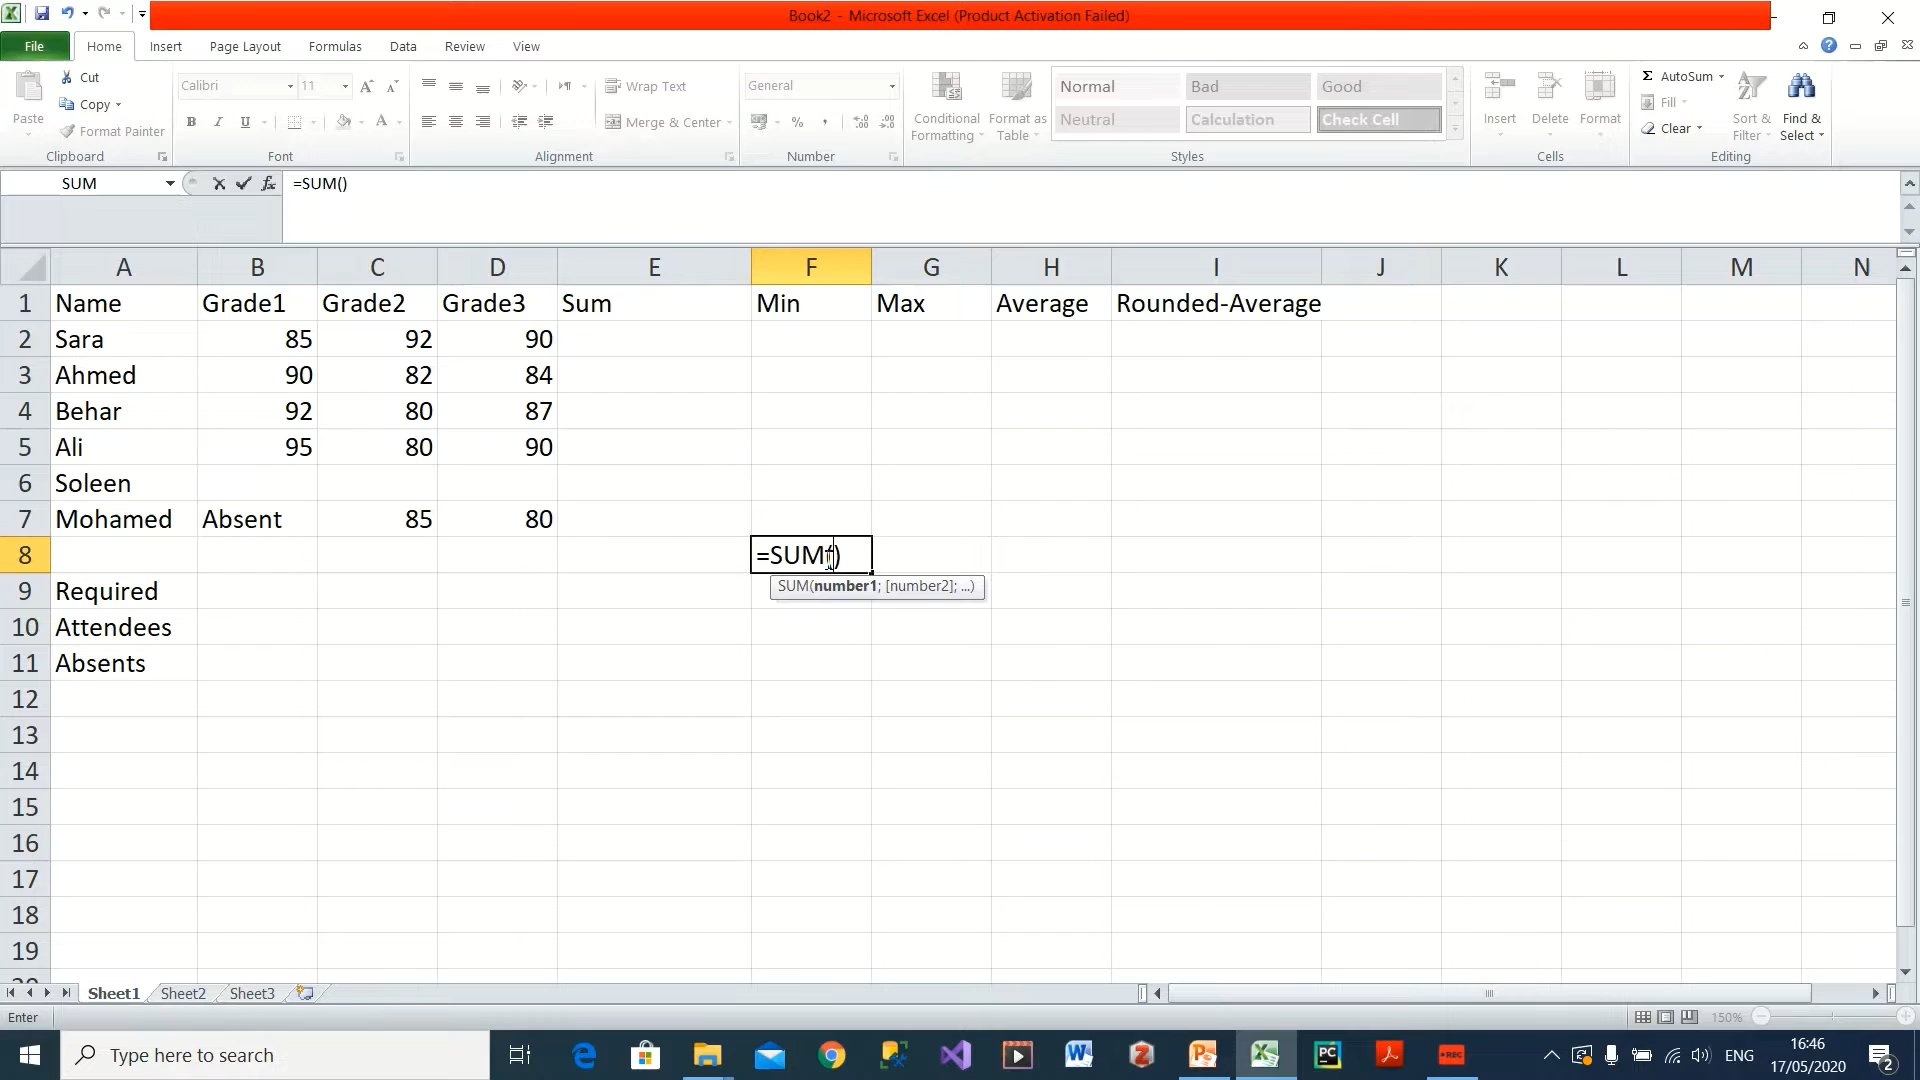 Book2 - Microsoft Excel (Product Activation Failed)
File Home Insert Page Layout Formulas Data Review View
Paste
Cut
Copy
Format Painter
Clipboard
Calibri 11
B I U A
Font
Wrap Text
Merge & Center
Alignment
General
%
Number
Conditional Formatting
Format as Table
Normal Bad Good
Neutral Calculation Check Cell
Styles
Insert Delete Format
Cells
Σ AutoSum
Fill
Clear
Sort & Filter
Find & Select
Editing
SUM fx =SUM()
A B C D E F G H I J K L M N
1 Name Grade1 Grade2 Grade3 Sum Min Max Average Rounded-Average
2 Sara 85 92 90
3 Ahmed 90 82 84
4 Behar 92 80 87
5 Ali 95 80 90
6 Soleen
7 Mohamed Absent 85 80
8 =SUM()
SUM(number1; [number2]; ...)
9 Required
10 Attendees
11 Absents
12
13
14
15
16
17
18
19
Sheet1 Sheet2 Sheet3
Enter 150%
Type here to search
ENG
16:46
17/05/2020
2